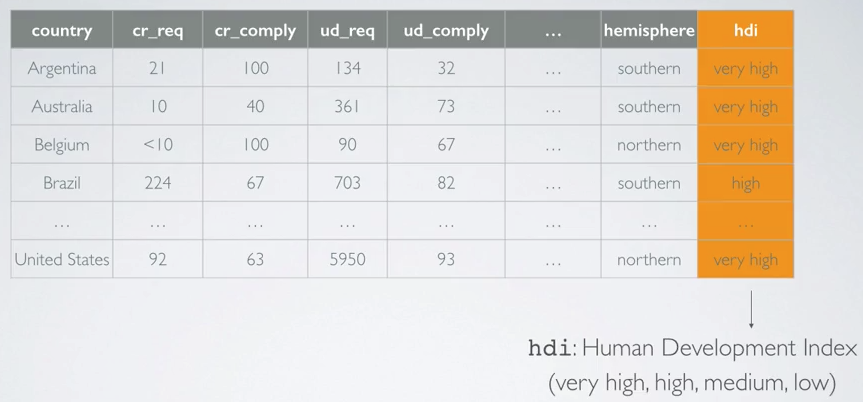 country cr_req cr_comply ud_req ud_comply ... hemisphere hdi
Argentina 21 100 134 32 ... southern very high
Australia 10 40 361 73 ... southern very high
Belgium <10 100 90 67 ... northern very high
Brazil 224 67 703 82 ... southern high
... ... ... ... ... ... ... ...
United States 92 63 5950 93 ... northern very high
hdi: Human Development Index
(very high, high, medium, low)